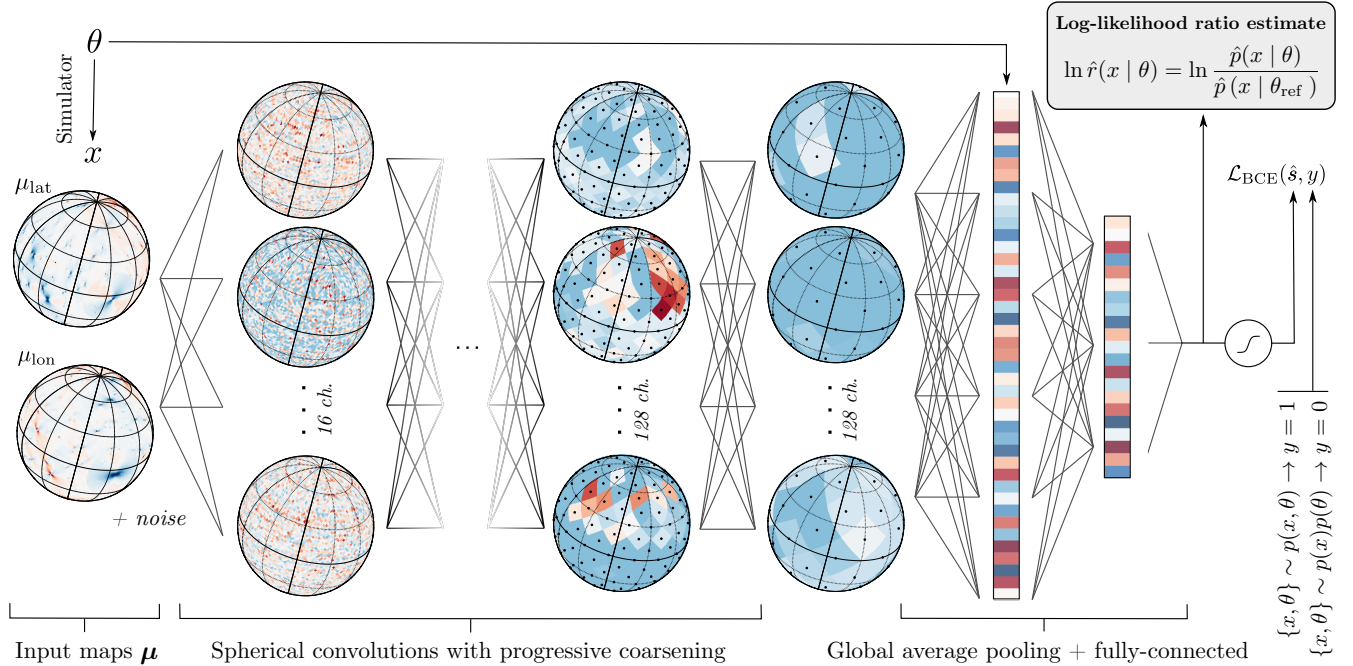 Log-likelihood ratio estimate
ln r̂(x | θ) = ln p̂(x | θ) / p̂(x | θ_ref)
θ
Simulator
x
μ_lat
μ_lon
+ noise
16 ch.
...
128 ch.
128 ch.
ℒ_BCE(ŝ, y)
{x, θ} ~ p(x, θ) → y = 1
{x, θ} ~ p(x)p(θ) → y = 0
Input maps μ
Spherical convolutions with progressive coarsening
Global average pooling + fully-connected